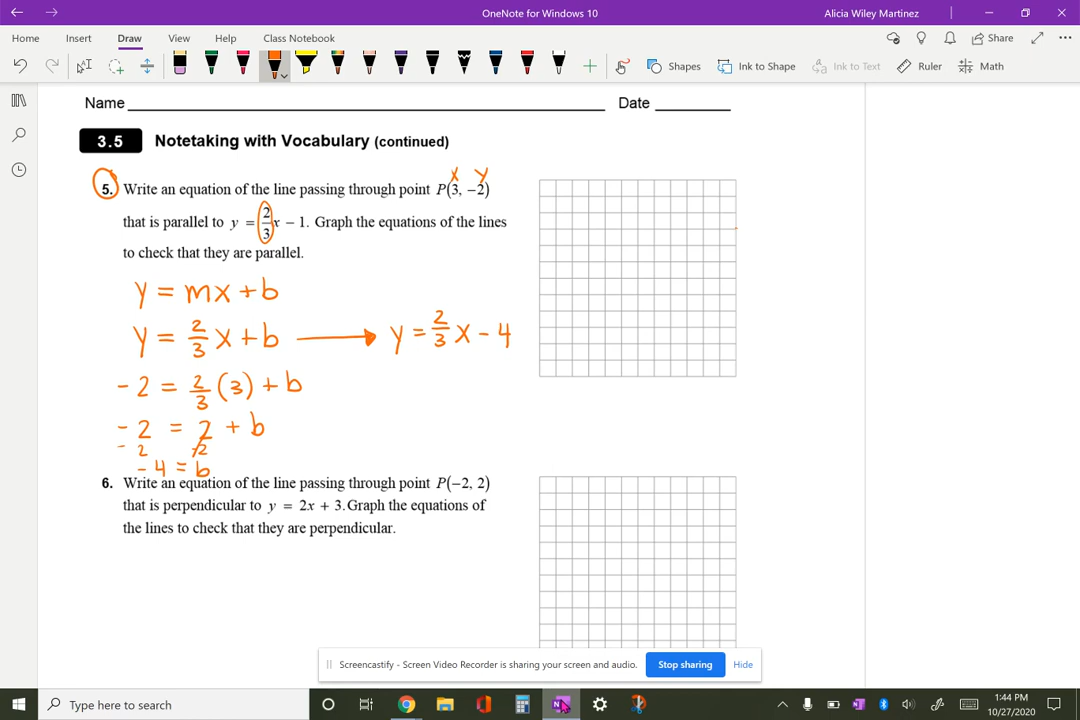 OneNote for Windows 10
Alicia Wiley Martinez
Home Insert Draw View Help Class Notebook
Share
Shapes Ink to Shape Ink to Text Ruler Math
Name Date
3.5 Notetaking with Vocabulary (continued)
x y
5. Write an equation of the line passing through point P(3, −2)
that is parallel to y = 2/3 x − 1. Graph the equations of the lines
to check that they are parallel.
y = mx + b
y = 2/3 x + b → y = 2/3 x - 4
-2 = 2/3 (3) + b
-2 = 2 + b
-2 -2
-4 = b
6. Write an equation of the line passing through point P(−2, 2)
that is perpendicular to y = 2x + 3. Graph the equations of
the lines to check that they are perpendicular.
Screencastify - Screen Video Recorder is sharing your screen and audio. Stop sharing Hide
Type here to search
1:44 PM
10/27/2020